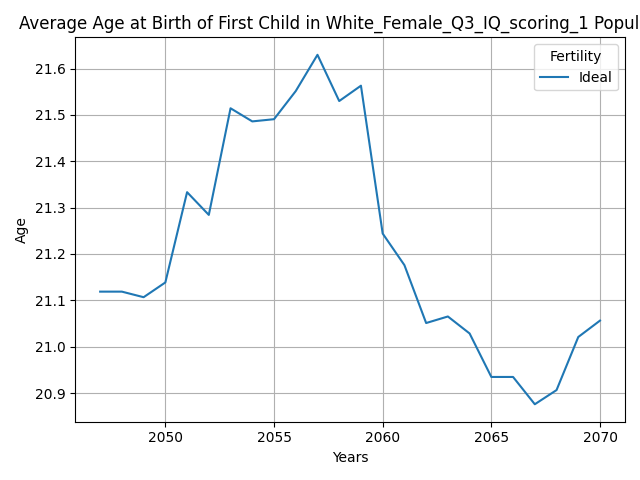 Average Age at Birth of First Child in White_Female_Q3_IQ_scoring_1 Popul
Fertility
Ideal
21.6
21.5
21.4
21.3
21.2
21.1
21.0
20.9
Age
2050 2055 2060 2065 2070
Years